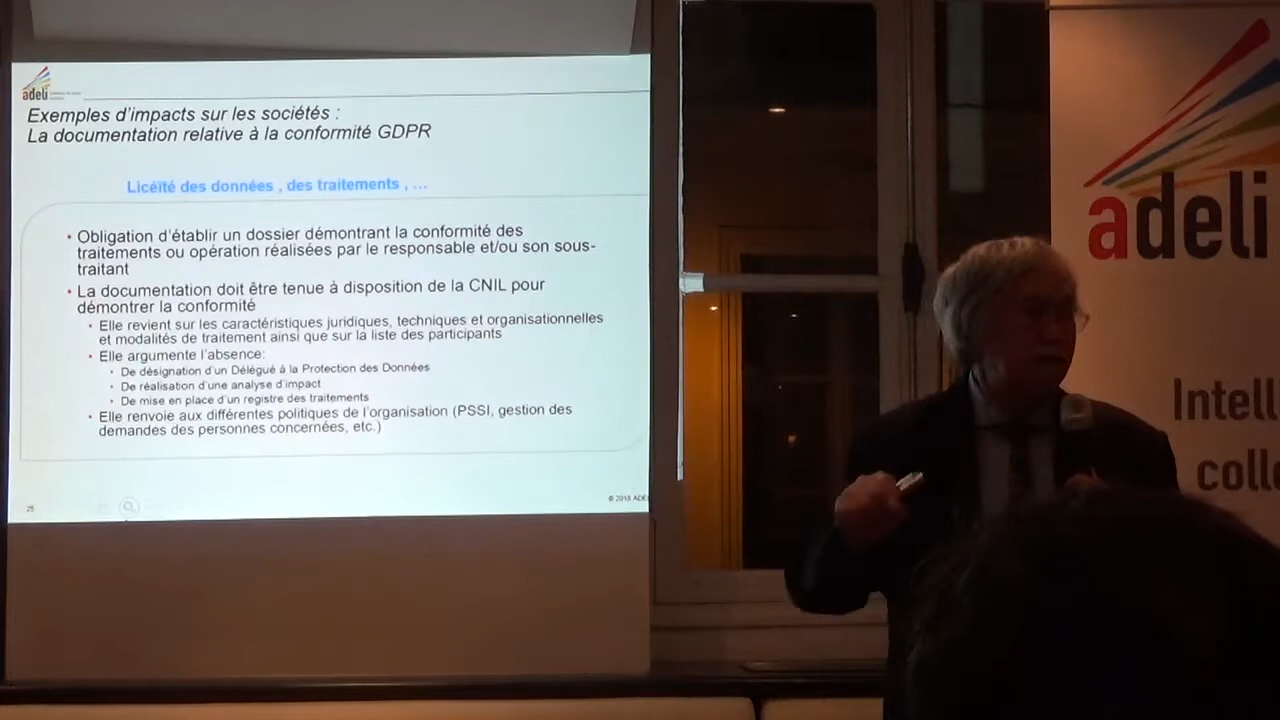 adeli
Exemples d'impacts sur les sociétés :
La documentation relative à la conformité GDPR
Licéïté des données , des traitements , ...
• Obligation d'établir un dossier démontrant la conformité des
traitements ou opération réalisées par le responsable et/ou son sous-
traitant
• La documentation doit être tenue à disposition de la CNIL pour
démontrer la conformité
• Elle revient sur les caractéristiques juridiques, techniques et organisationnelles
et modalités de traitement ainsi que sur la liste des participants
• Elle argumente l'absence:
• De désignation d'un Délégué à la Protection des Données
• De réalisation d'une analyse d'impact
• De mise en place d'un registre des traitements
• Elle renvoie aux différentes politiques de l'organisation (PSSI, gestion des
demandes des personnes concernées, etc.)
25
© 2018 ADE
adeli
Intell
colle